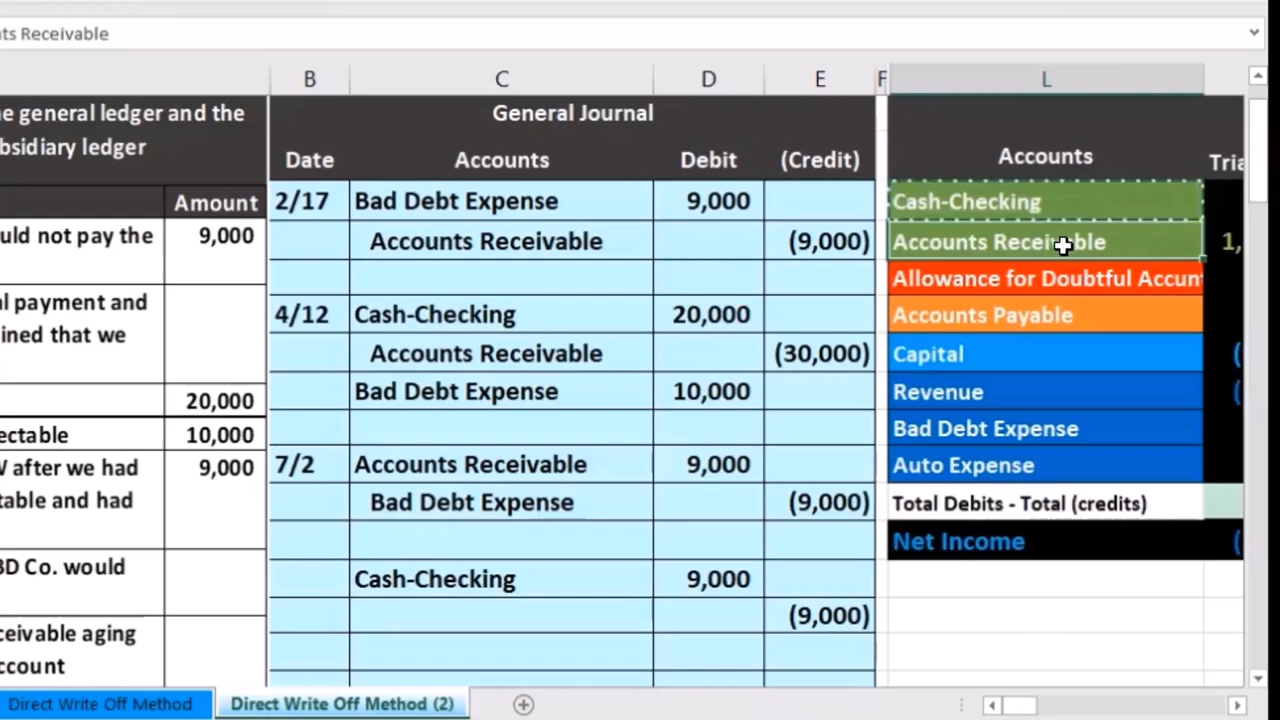 ts Receivable
B C D E F L
ne general ledger and the
bsidiary ledger
Amount
uld not pay the 9,000
al payment and
ined that we
20,000
ectable 10,000
V after we had 9,000
table and had
BD Co. would
ceivable aging
ccount
General Journal
Date Accounts Debit (Credit)
2/17 Bad Debt Expense 9,000
Accounts Receivable (9,000)
4/12 Cash-Checking 20,000
Accounts Receivable (30,000)
Bad Debt Expense 10,000
7/2 Accounts Receivable 9,000
Bad Debt Expense (9,000)
Cash-Checking 9,000
(9,000)
Accounts Tria
Cash-Checking
Accounts Receivable 1,
Allowance for Doubtful Accun
Accounts Payable
Capital (
Revenue (
Bad Debt Expense
Auto Expense
Total Debits - Total (credits)
Net Income (
Direct Write Off Method Direct Write Off Method (2)